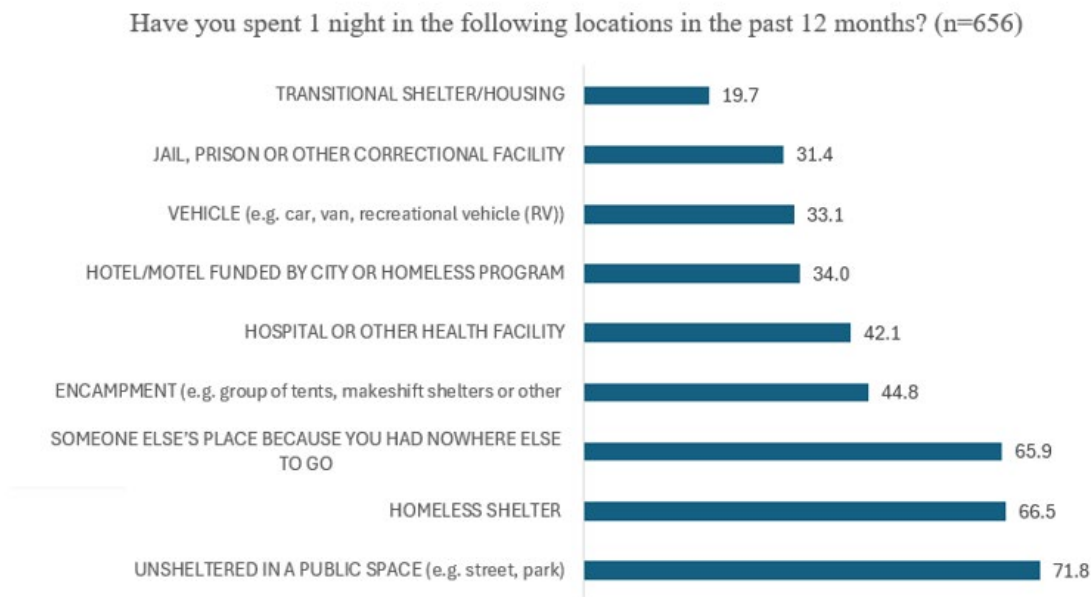 Have you spent 1 night in the following locations in the past 12 months? (n=656)
TRANSITIONAL SHELTER/HOUSING 19.7
JAIL, PRISON OR OTHER CORRECTIONAL FACILITY 31.4
VEHICLE (e.g. car, van, recreational vehicle (RV)) 33.1
HOTEL/MOTEL FUNDED BY CITY OR HOMELESS PROGRAM 34.0
HOSPITAL OR OTHER HEALTH FACILITY 42.1
ENCAMPMENT (e.g. group of tents, makeshift shelters or other 44.8
SOMEONE ELSE'S PLACE BECAUSE YOU HAD NOWHERE ELSE
TO GO 65.9
HOMELESS SHELTER 66.5
UNSHELTERED IN A PUBLIC SPACE (e.g. street, park) 71.8